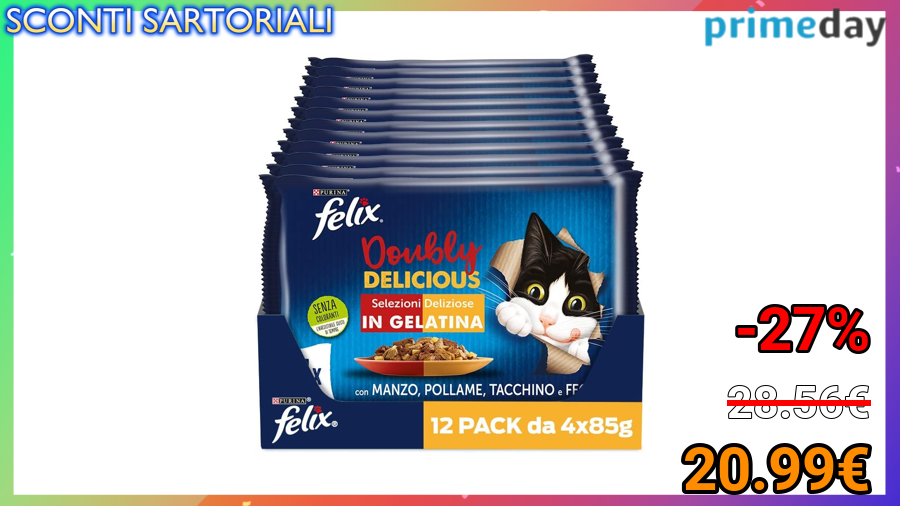 SCONTI SARTORIALI
primeday
PURINA
felix
Doubly
DELICIOUS
Selezioni Deliziose
IN GELATINA
SENZA
COLORANTI
con MANZO, POLLAME, TACCHINO e FE
PURINA
felix
12 PACK da 4x85g
-27%
28.56€
20.99€